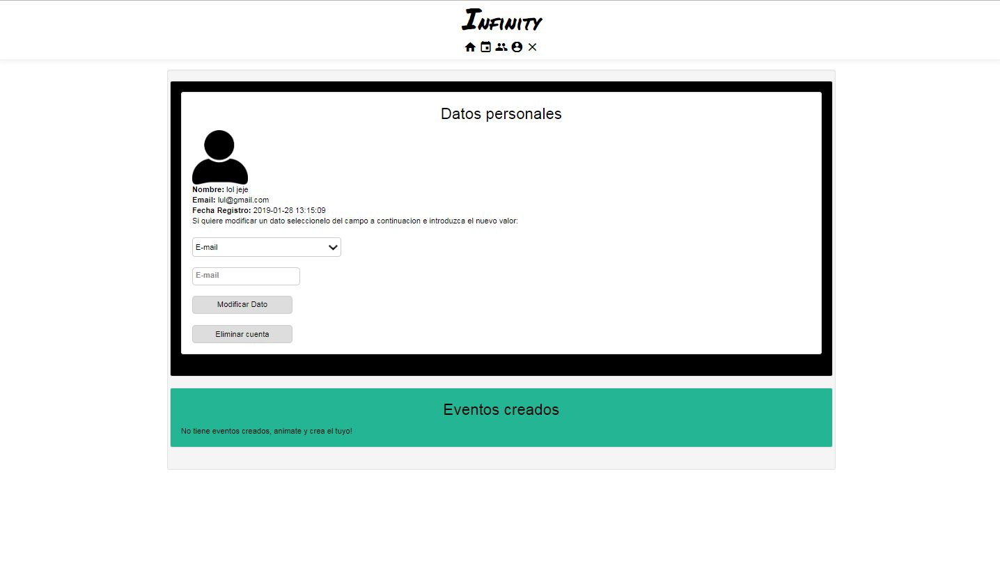 Infinity
Datos personales
Nombre: lol jeje
Email: lul@gmail.com
Fecha Registro: 2019-01-28 13:15:09
Si quiere modificar un dato seleccionelo del campo a continuacion e introduzca el nuevo valor:
E-mail
E-mail
Modificar Dato
Eliminar cuenta
Eventos creados
No tiene eventos creados, animate y crea el tuyo!